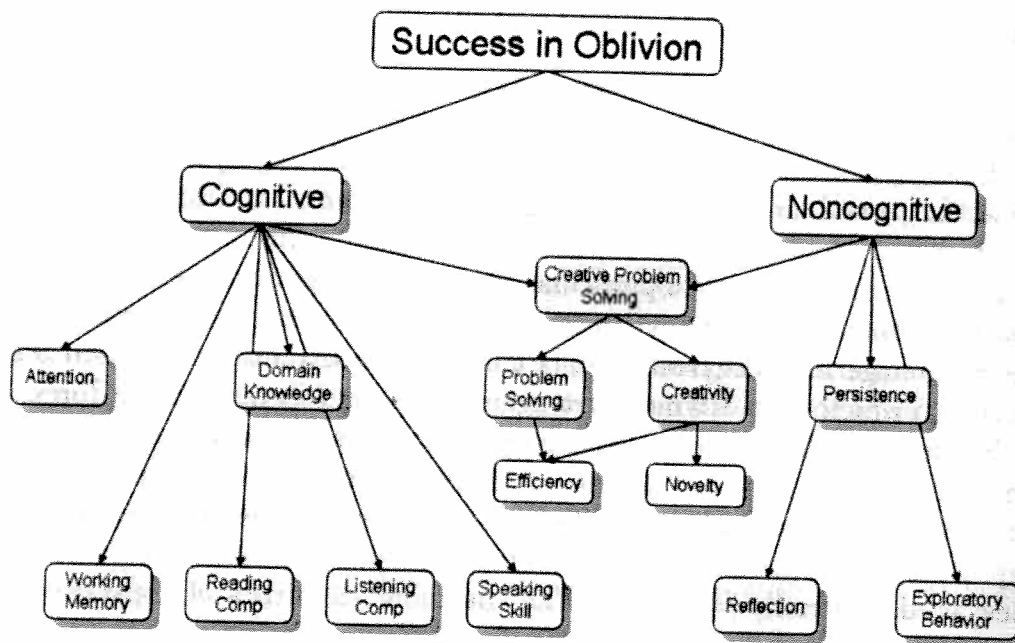 Success in Oblivion
Cognitive
Noncognitive
Creative Problem
Solving
Attention
Domain
Knowledge
Problem
Solving
Creativity
Persistence
Efficiency
Novelty
Working
Memory
Reading
Comp
Listening
Comp
Speaking
Skill
Reflection
Exploratory
Behavior